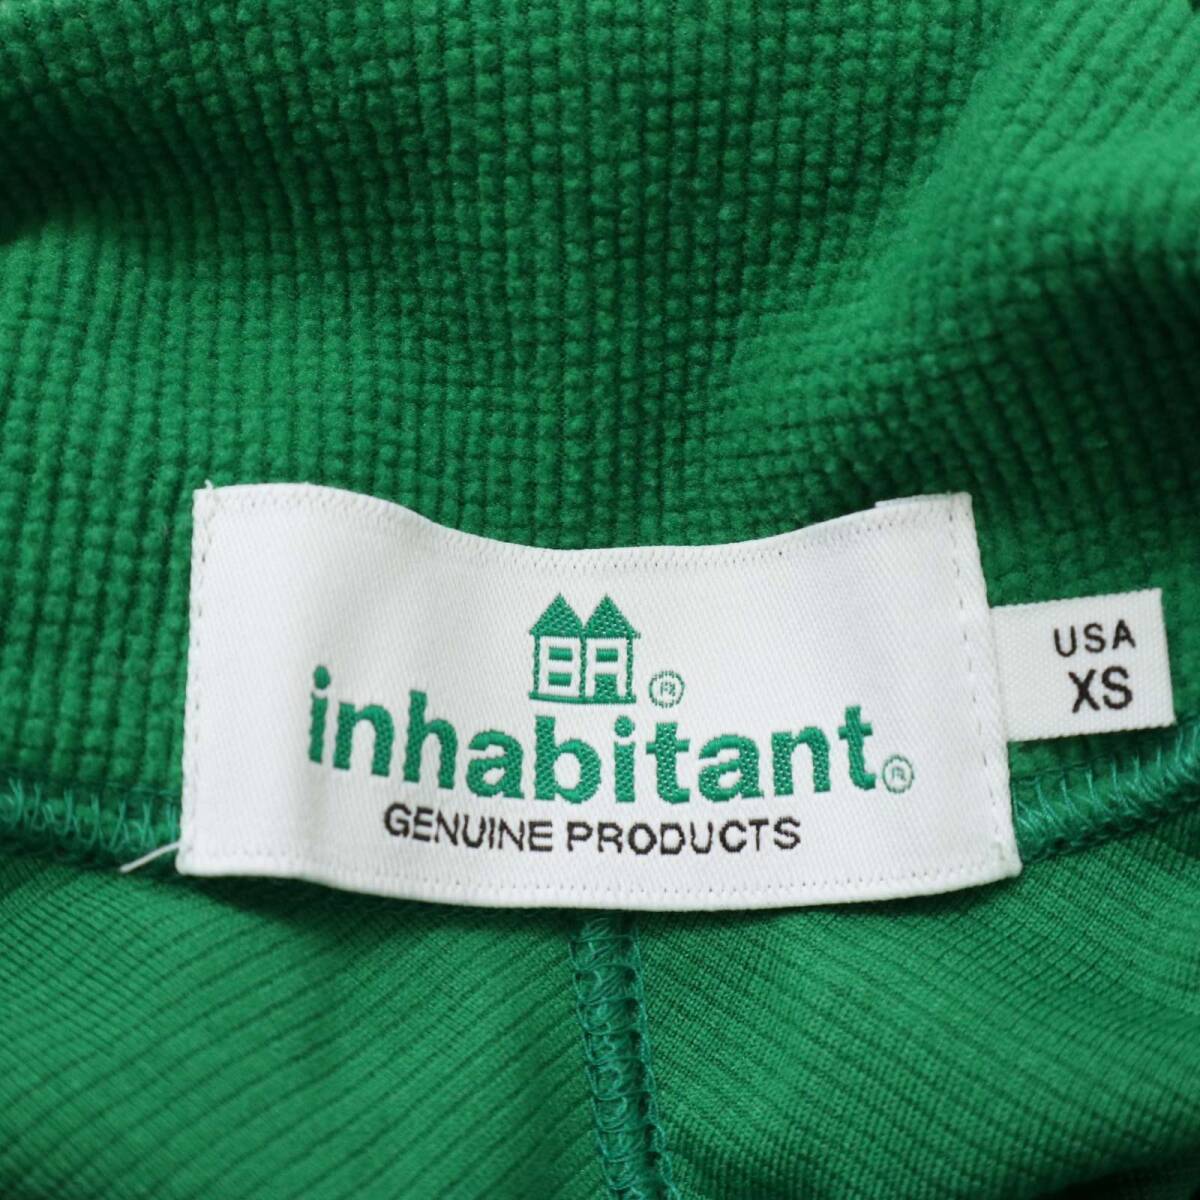 ®
inhabitant®
GENUINE PRODUCTS
USA
XS